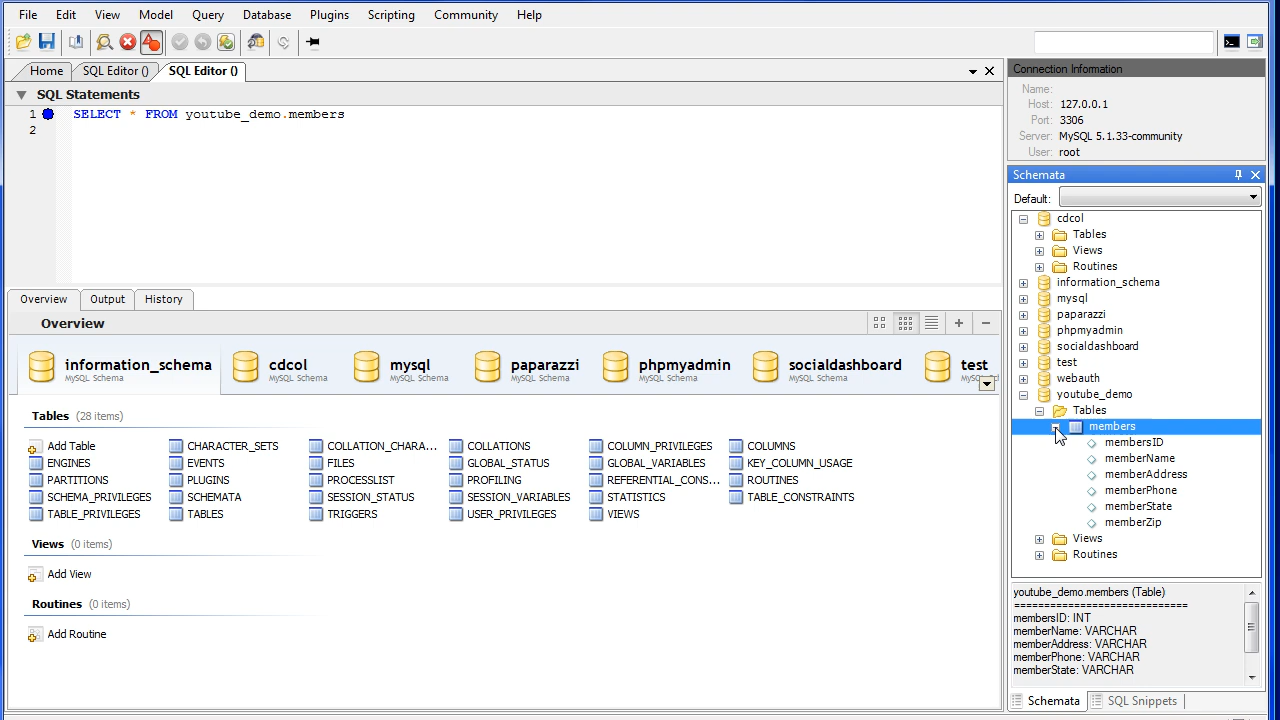 File Edit View Model Query Database Plugins Scripting Community Help
Home SQL Editor () SQL Editor ()
SQL Statements
1 SELECT * FROM youtube_demo.members
2
Overview Output History
Overview
information_schema MySQL Schema
cdcol MySQL Schema
mysql MySQL Schema
paparazzi MySQL Schema
phpmyadmin MySQL Schema
socialdashboard MySQL Schema
test
Tables (28 items)
Add Table CHARACTER_SETS COLLATION_CHARA... COLLATIONS COLUMN_PRIVILEGES COLUMNS
ENGINES EVENTS FILES GLOBAL_STATUS GLOBAL_VARIABLES KEY_COLUMN_USAGE
PARTITIONS PLUGINS PROCESSLIST PROFILING REFERENTIAL_CONS... ROUTINES
SCHEMA_PRIVILEGES SCHEMATA SESSION_STATUS SESSION_VARIABLES STATISTICS TABLE_CONSTRAINTS
TABLE_PRIVILEGES TABLES TRIGGERS USER_PRIVILEGES VIEWS
Views (0 items)
Add View
Routines (0 items)
Add Routine
Connection Information
Name:
Host: 127.0.0.1
Port: 3306
Server: MySQL 5.1.33-community
User: root
Schemata
Default:
cdcol
Tables
Views
Routines
information_schema
mysql
paparazzi
phpmyadmin
socialdashboard
test
webauth
youtube_demo
Tables
members
membersID
memberName
memberAddress
memberPhone
memberState
memberZip
Views
Routines
youtube_demo.members (Table)
=============================
membersID: INT
memberName: VARCHAR
memberAddress: VARCHAR
memberPhone: VARCHAR
memberState: VARCHAR
Schemata SQL Snippets